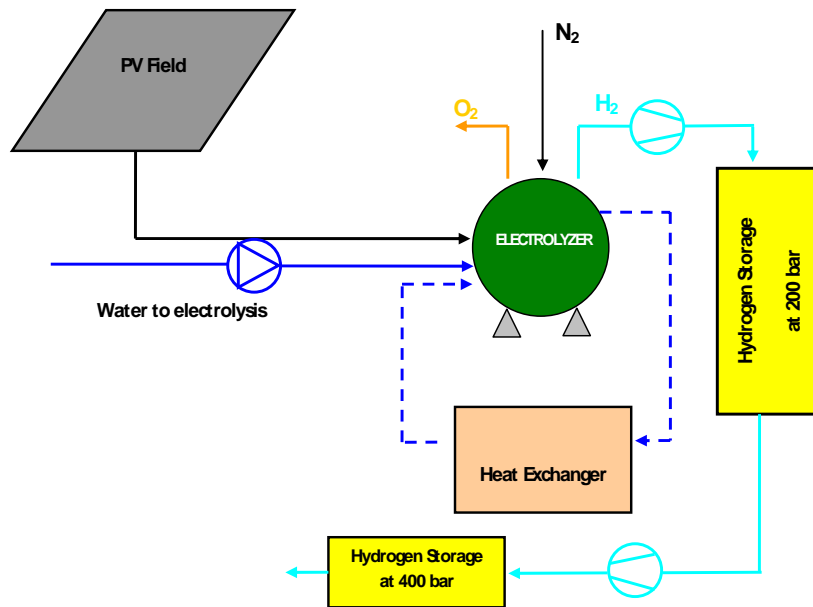 N₂
PV Field
O₂
H₂
ELECTROLYZER
Hydrogen Storage
at 200 bar
Water to electrolysis
Heat Exchanger
Hydrogen Storage
at 400 bar